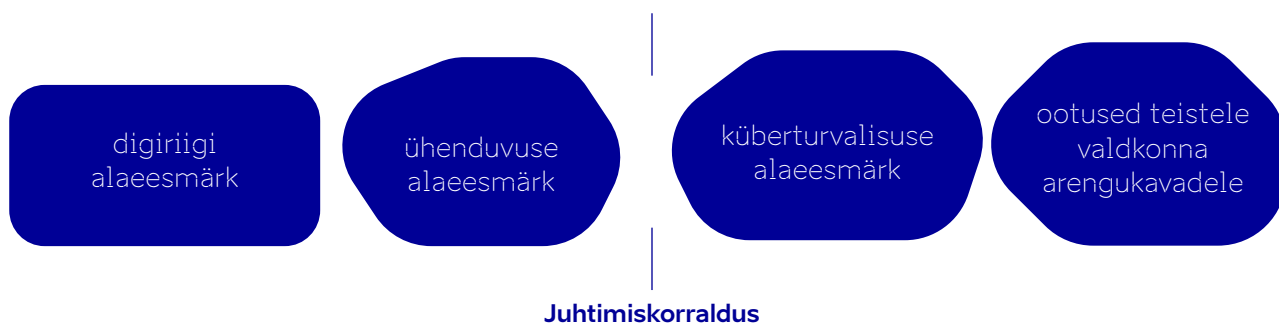 digiriigi
alaeesmärk
ühenduvuse
alaeesmärk
küberturvalisuse
alaeesmärk
ootused teistele
valdkonna
arengukavadele
Juhtimiskorraldus